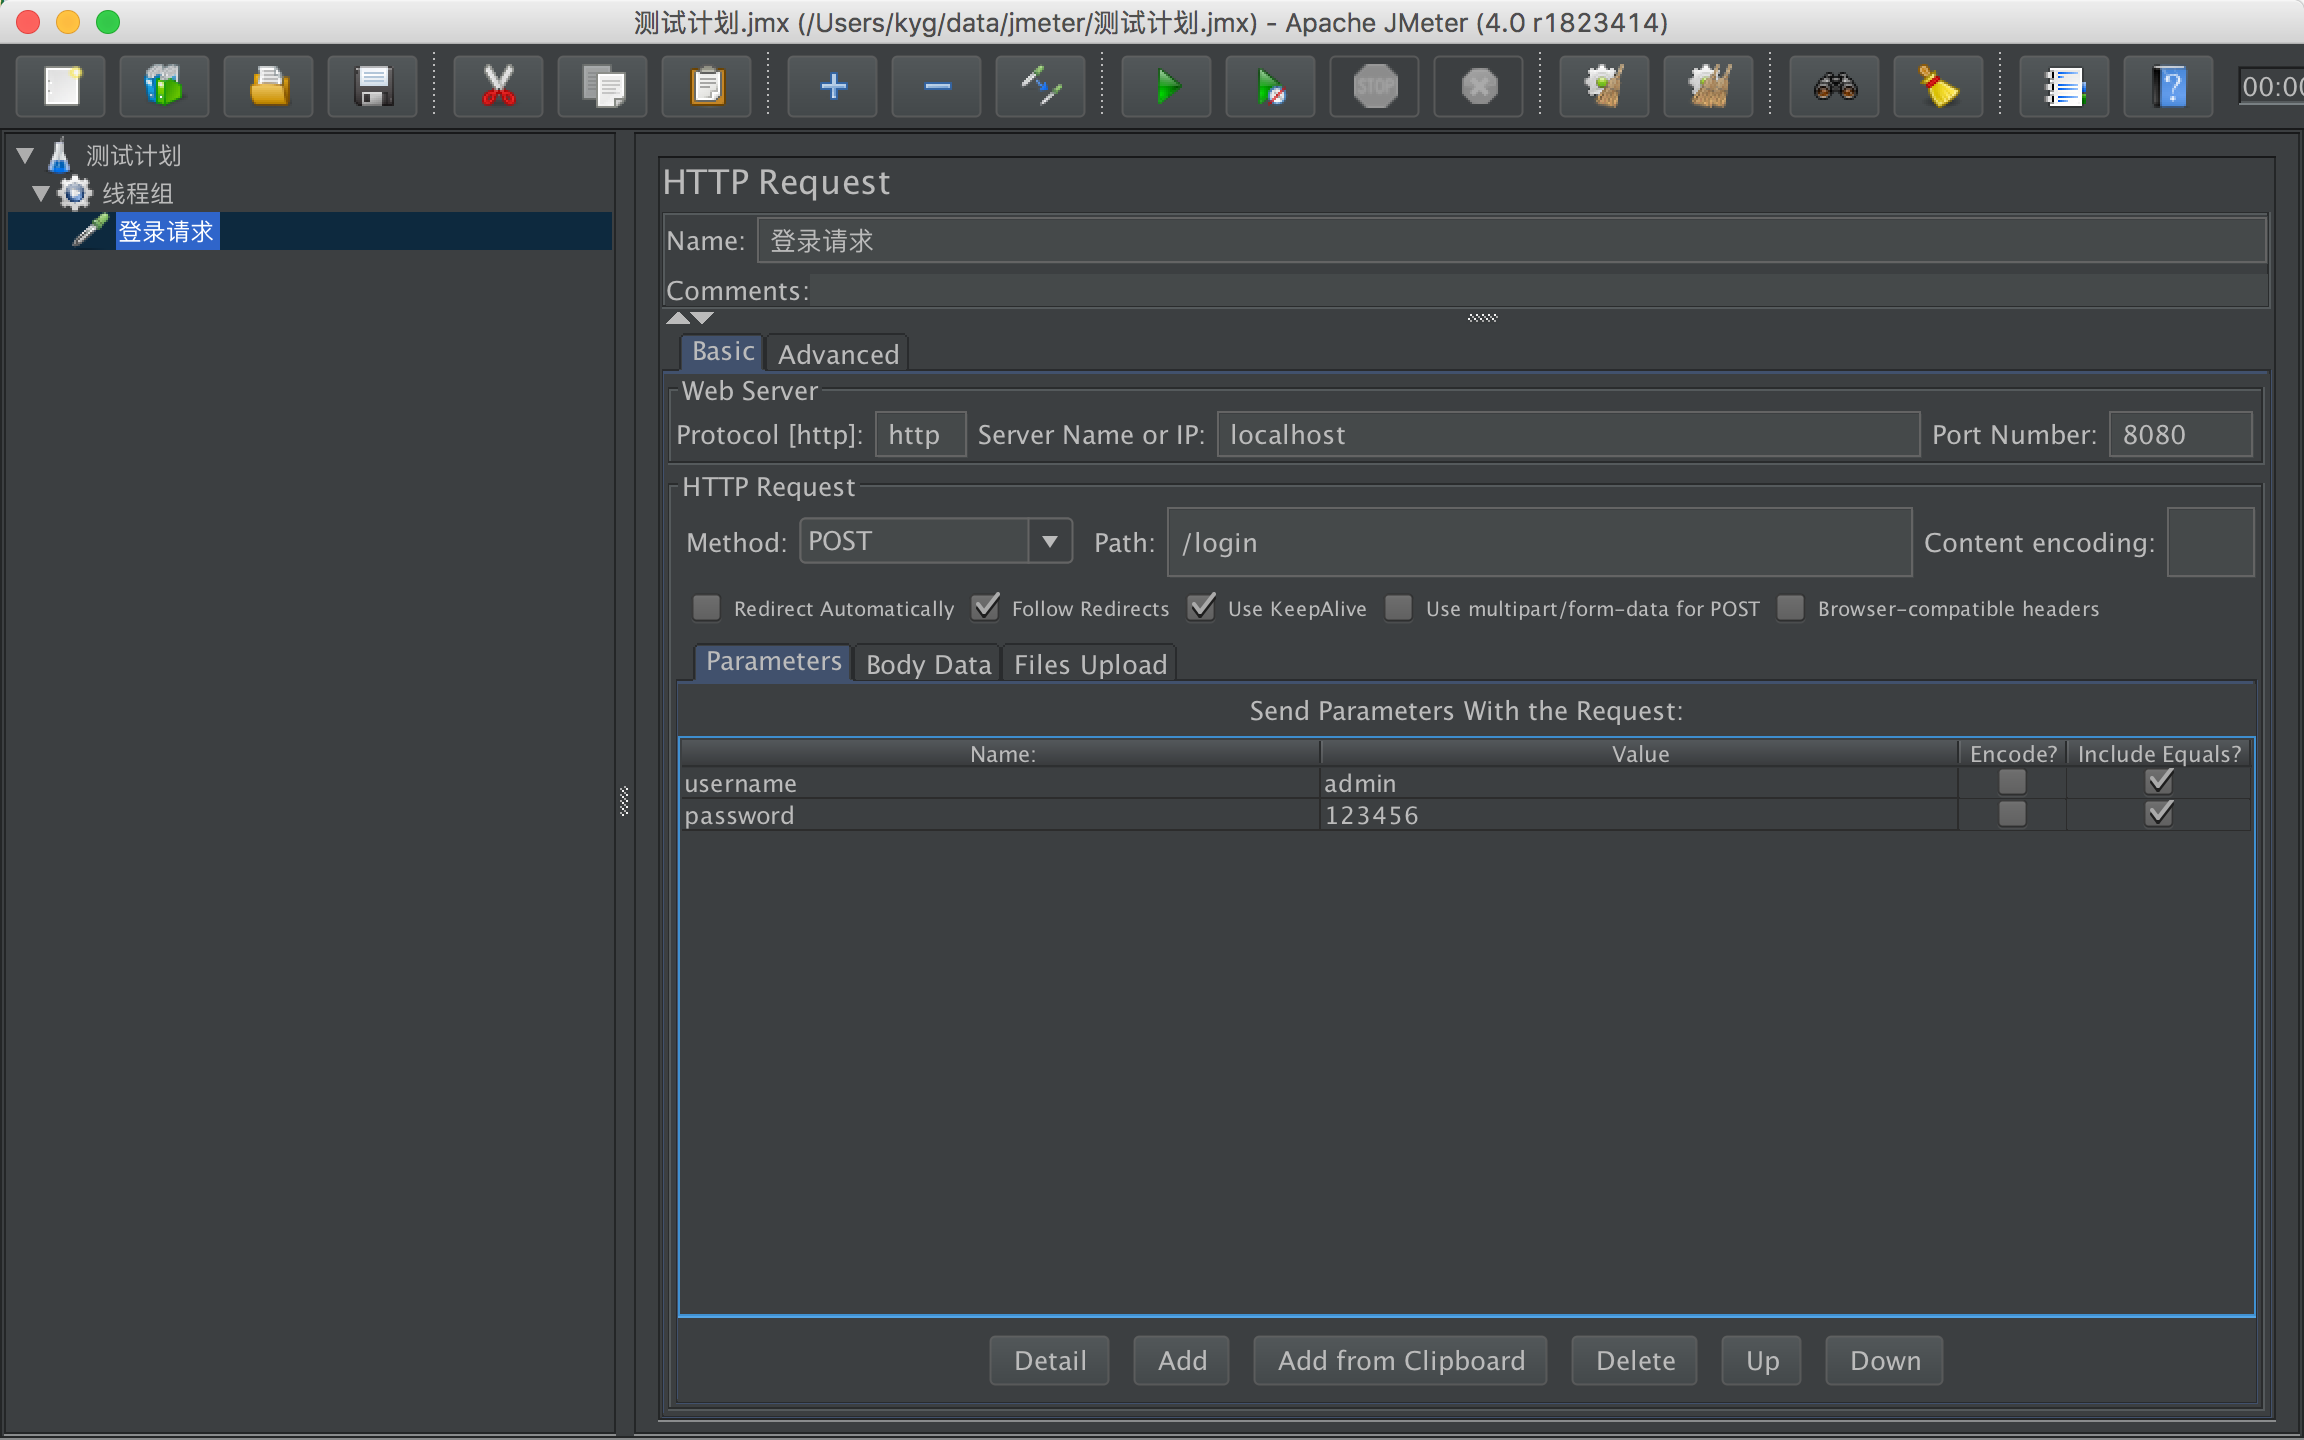 测试计划.jmx (/Users/kyg/data/jmeter/测试计划.jmx) - Apache JMeter (4.0 r1823414)
STOP
00:00
测试计划
线程组
登录请求
HTTP Request
Name: 登录请求
Comments:
Basic Advanced
Web Server
Protocol [http]: http Server Name or IP: localhost Port Number: 8080
HTTP Request
Method: POST Path: /login Content encoding:
Redirect Automatically Follow Redirects Use KeepAlive Use multipart/form-data for POST Browser-compatible headers
Parameters Body Data Files Upload
Send Parameters With the Request:
Name: Value Encode? Include Equals?
username admin
password 123456
Detail Add Add from Clipboard Delete Up Down